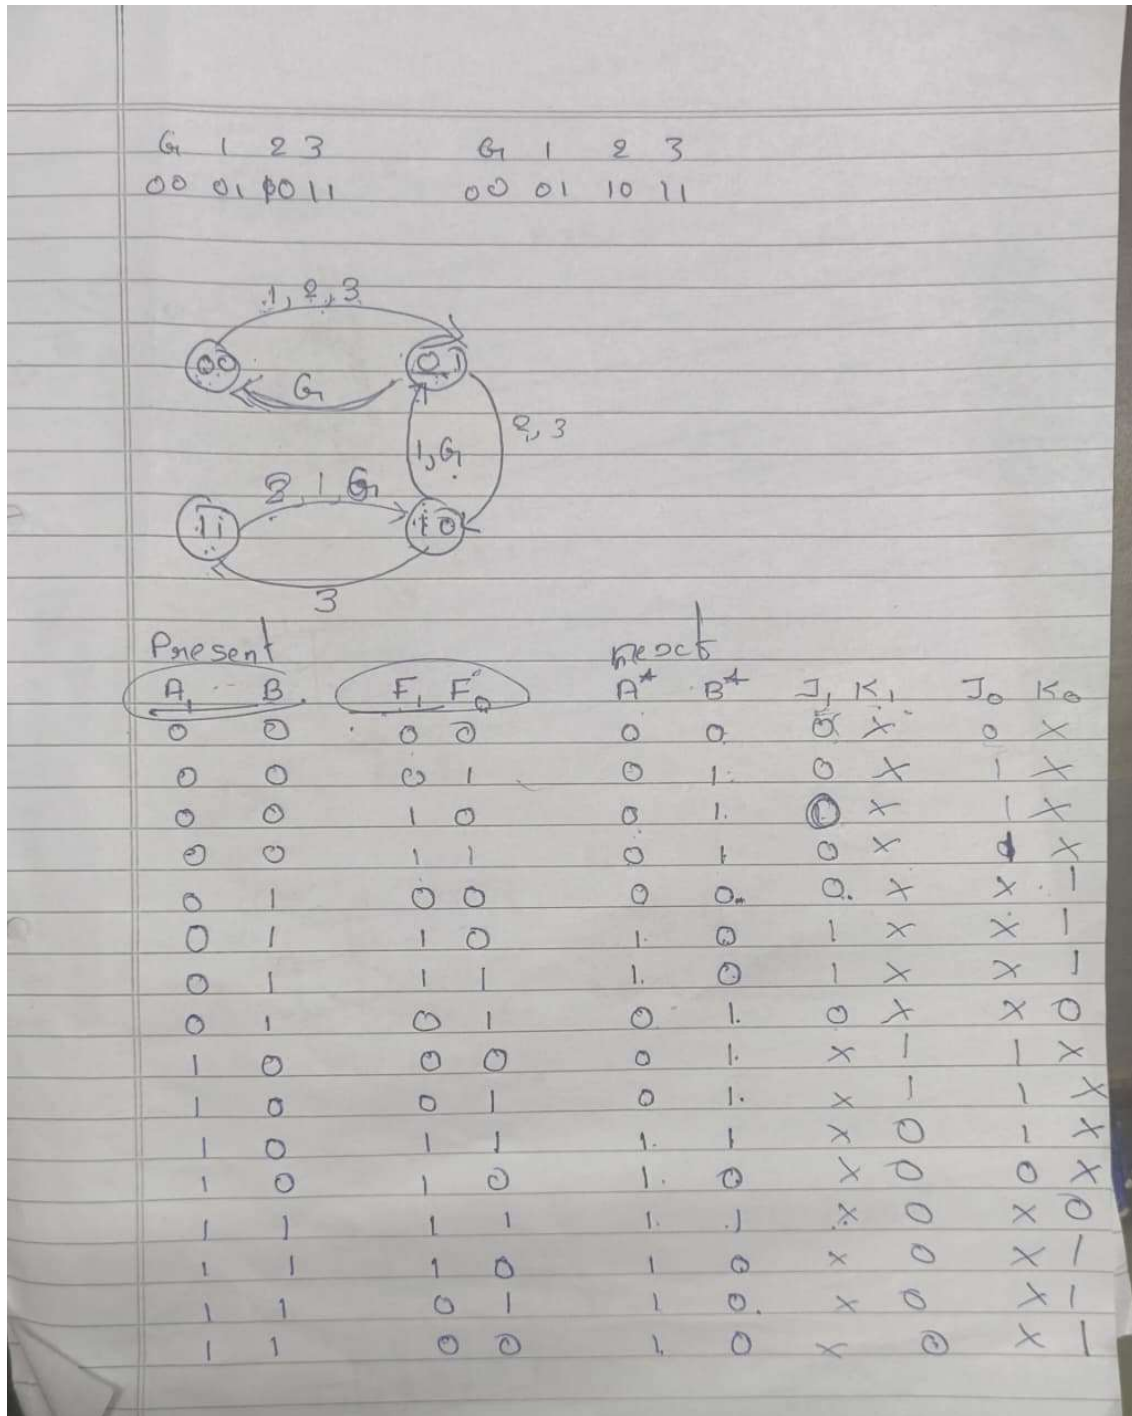 G 1 2 3 G 1 2 3
00 01 10 11 00 01 10 11
1, 2, 3
00 01
G
2, 3
1, G
2, 1, G
11 10
3
Present next
A₁ B F₁ F₀ A* B* J₁ K₁ J₀ K₀
0 0 0 0 0 0 0 X 0 X
0 0 0 1 0 1 0 X 1 X
0 0 1 0 0 1 0 X 1 X
0 0 1 1 0 1 0 X 1 X
0 1 0 0 0 0 0 X X 1
0 1 1 0 1 0 1 X X 1
0 1 1 1 1 0 1 X X 1
0 1 0 1 0 1 0 X X 0
1 0 0 0 0 1 X 1 1 X
1 0 0 1 0 1 X 1 1 X
1 0 1 1 1 1 X 0 1 X
1 0 1 0 1 0 X 0 0 X
1 1 1 1 1 1 X 0 X 0
1 1 1 0 1 0 X 0 X 1
1 1 0 1 1 0 X 0 X 1
1 1 0 0 1 0 X 0 X 1